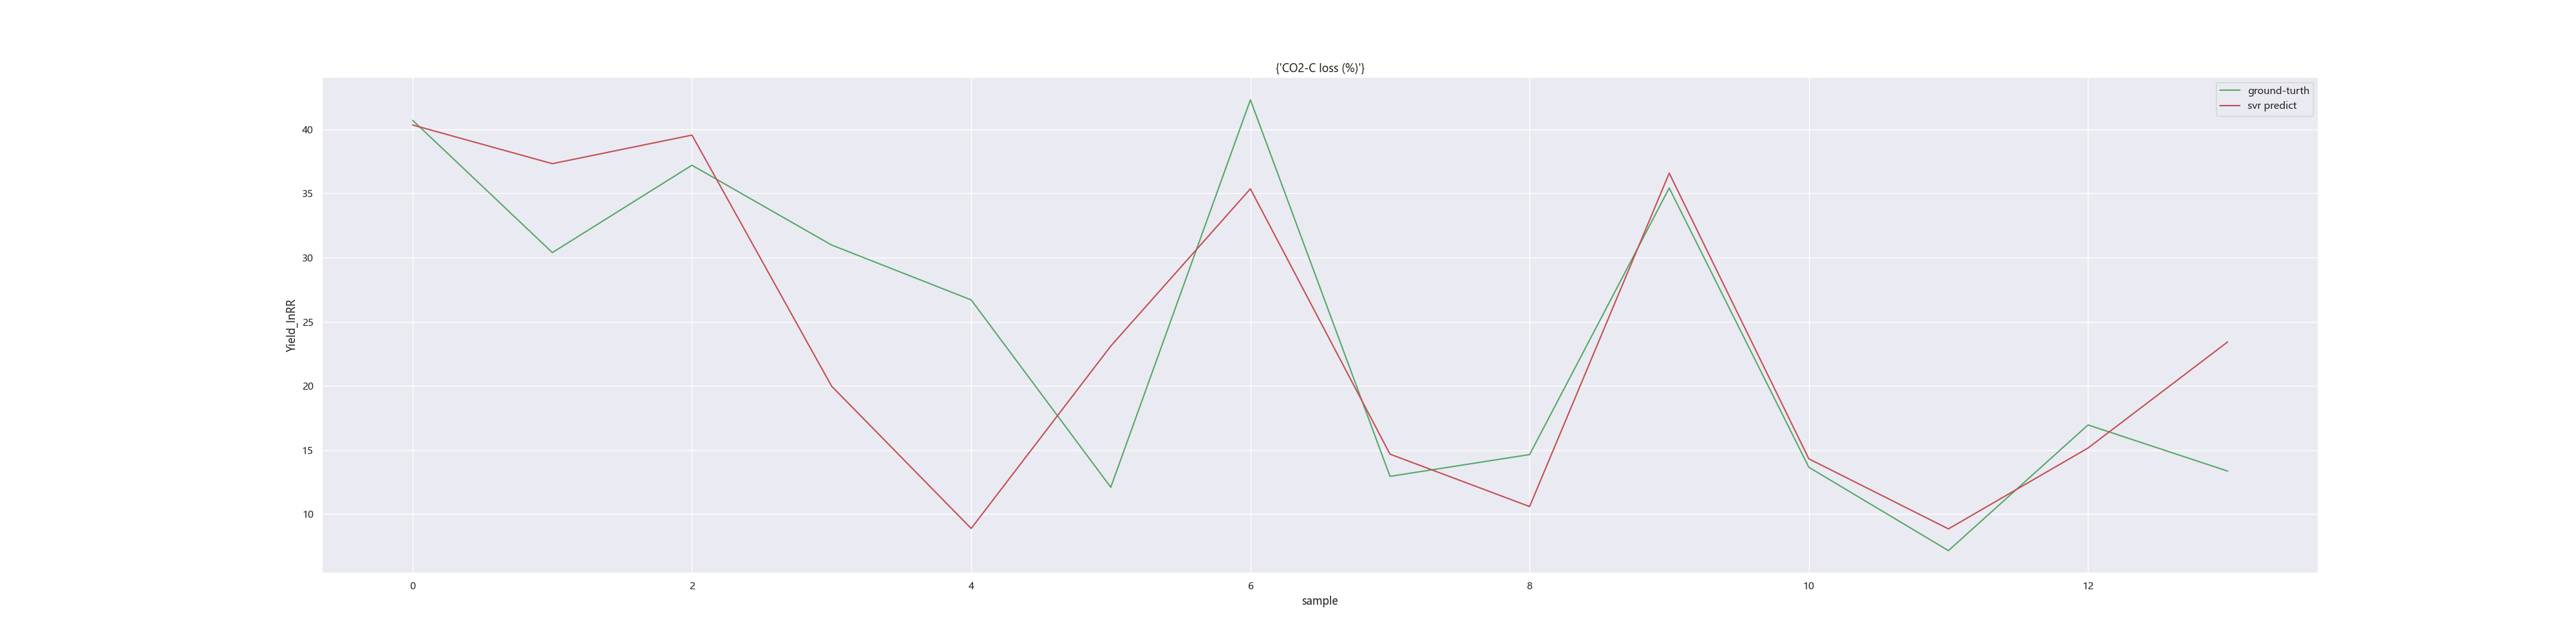 {'CO2-C loss (%)'}
ground-turth
svr predict
40
35
30
25
20
15
10
Yield_lnRR
0 2 4 6 8 10 12
sample